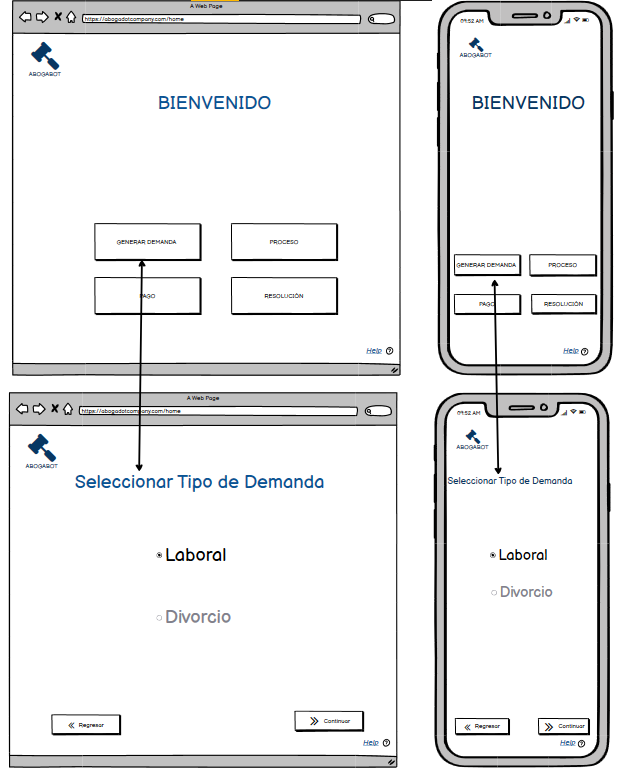 A Web Page
https://abogadotcompany.com/home
ABOGABOT
BIENVENIDO
GENERAR DEMANDA
PROCESO
PAGO
RESOLUCIÓN
Help
09:52 AM
ABOGABOT
BIENVENIDO
GENERAR DEMANDA
PROCESO
PAGO
RESOLUCIÓN
Help
A Web Page
https://abogadotcompany.com/home
ABOGABOT
Seleccionar Tipo de Demanda
Laboral
Divorcio
Regresar
Continuar
Help
09:52 AM
ABOGABOT
Seleccionar Tipo de Demanda
Laboral
Divorcio
Regresar
Continuar
Help